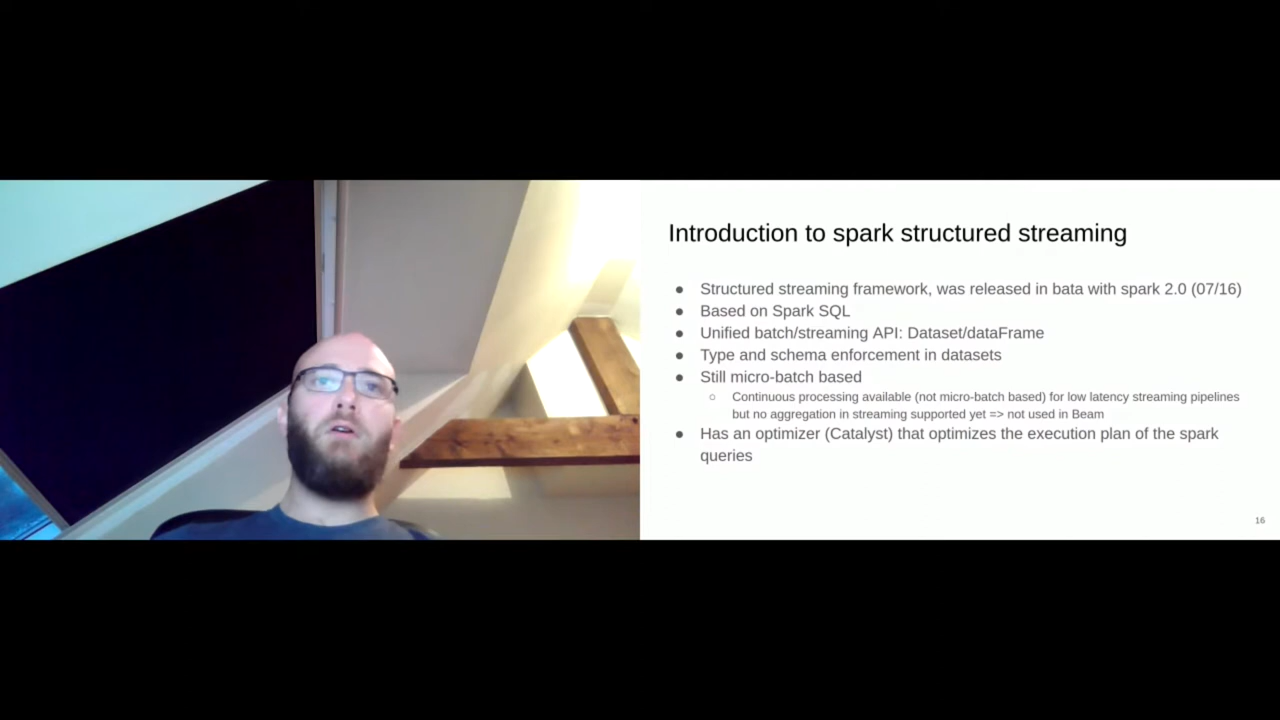 Introduction to spark structured streaming
● Structured streaming framework, was released in bata with spark 2.0 (07/16)
● Based on Spark SQL
● Unified batch/streaming API: Dataset/dataFrame
● Type and schema enforcement in datasets
● Still micro-batch based
○ Continuous processing available (not micro-batch based) for low latency streaming pipelines
but no aggregation in streaming supported yet => not used in Beam
● Has an optimizer (Catalyst) that optimizes the execution plan of the spark
queries
16